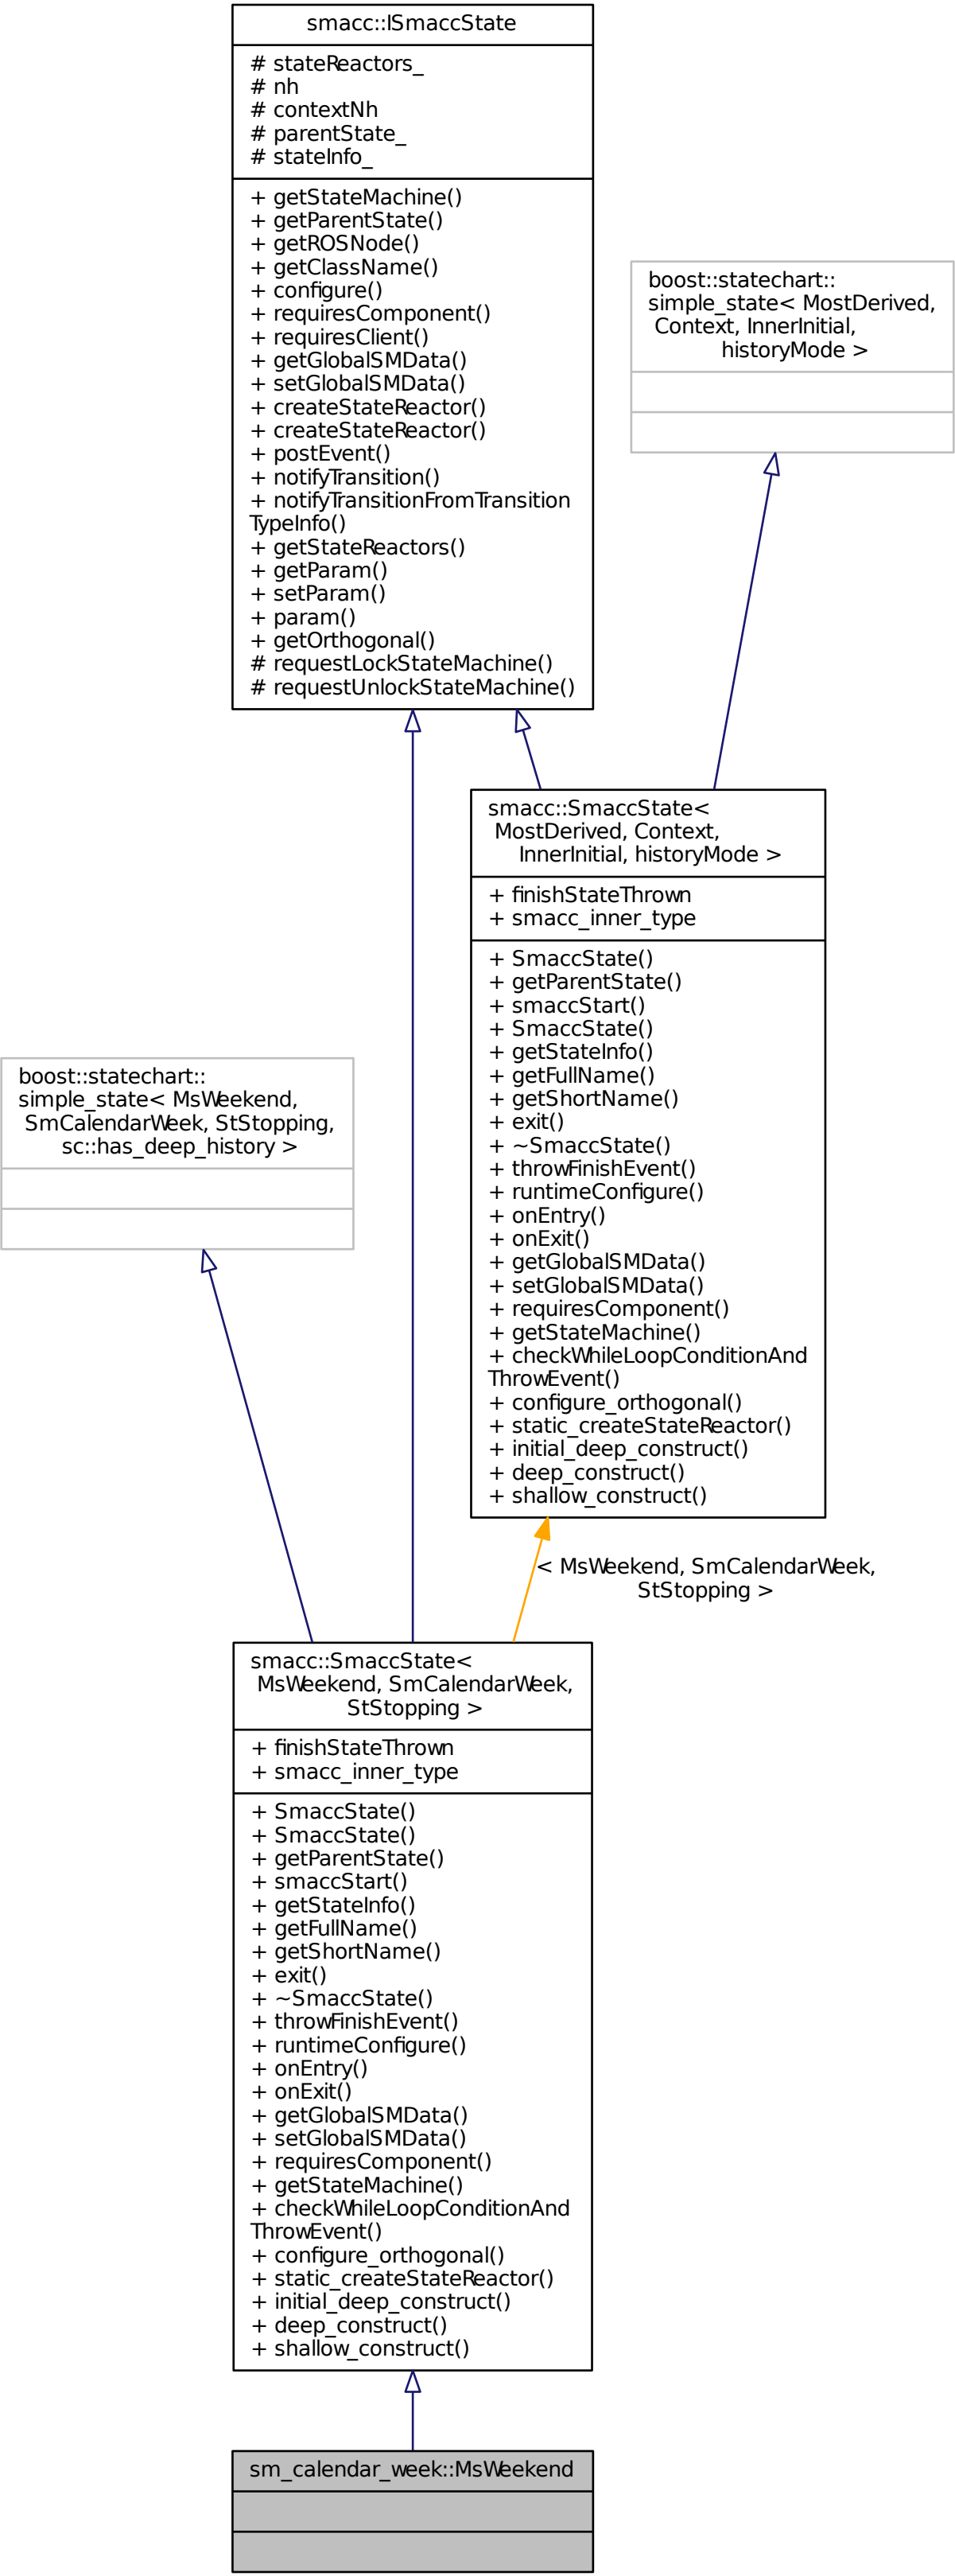 smacc::ISmaccState
# stateReactors_
# nh
# contextNh
# parentState_
# stateInfo_
+ getStateMachine()
+ getParentState()
+ getROSNode()
+ getClassName()
+ configure()
+ requiresComponent()
+ requiresClient()
+ getGlobalSMData()
+ setGlobalSMData()
+ createStateReactor()
+ createStateReactor()
+ postEvent()
+ notifyTransition()
+ notifyTransitionFromTransition
TypeInfo()
+ getStateReactors()
+ getParam()
+ setParam()
+ param()
+ getOrthogonal()
# requestLockStateMachine()
# requestUnlockStateMachine()
boost::statechart::
simple_state< MostDerived,
Context, InnerInitial,
historyMode >
smacc::SmaccState<
MostDerived, Context,
InnerInitial, historyMode >
+ finishStateThrown
+ smacc_inner_type
+ SmaccState()
+ getParentState()
+ smaccStart()
+ SmaccState()
+ getStateInfo()
+ getFullName()
+ getShortName()
+ exit()
+ ~SmaccState()
+ throwFinishEvent()
+ runtimeConfigure()
+ onEntry()
+ onExit()
+ getGlobalSMData()
+ setGlobalSMData()
+ requiresComponent()
+ getStateMachine()
+ checkWhileLoopConditionAnd
ThrowEvent()
+ configure_orthogonal()
+ static_createStateReactor()
+ initial_deep_construct()
+ deep_construct()
+ shallow_construct()
boost::statechart::
simple_state< MsWeekend,
SmCalendarWeek, StStopping,
sc::has_deep_history >
< MsWeekend, SmCalendarWeek,
StStopping >
smacc::SmaccState<
MsWeekend, SmCalendarWeek,
StStopping >
+ finishStateThrown
+ smacc_inner_type
+ SmaccState()
+ SmaccState()
+ getParentState()
+ smaccStart()
+ getStateInfo()
+ getFullName()
+ getShortName()
+ exit()
+ ~SmaccState()
+ throwFinishEvent()
+ runtimeConfigure()
+ onEntry()
+ onExit()
+ getGlobalSMData()
+ setGlobalSMData()
+ requiresComponent()
+ getStateMachine()
+ checkWhileLoopConditionAnd
ThrowEvent()
+ configure_orthogonal()
+ static_createStateReactor()
+ initial_deep_construct()
+ deep_construct()
+ shallow_construct()
sm_calendar_week::MsWeekend